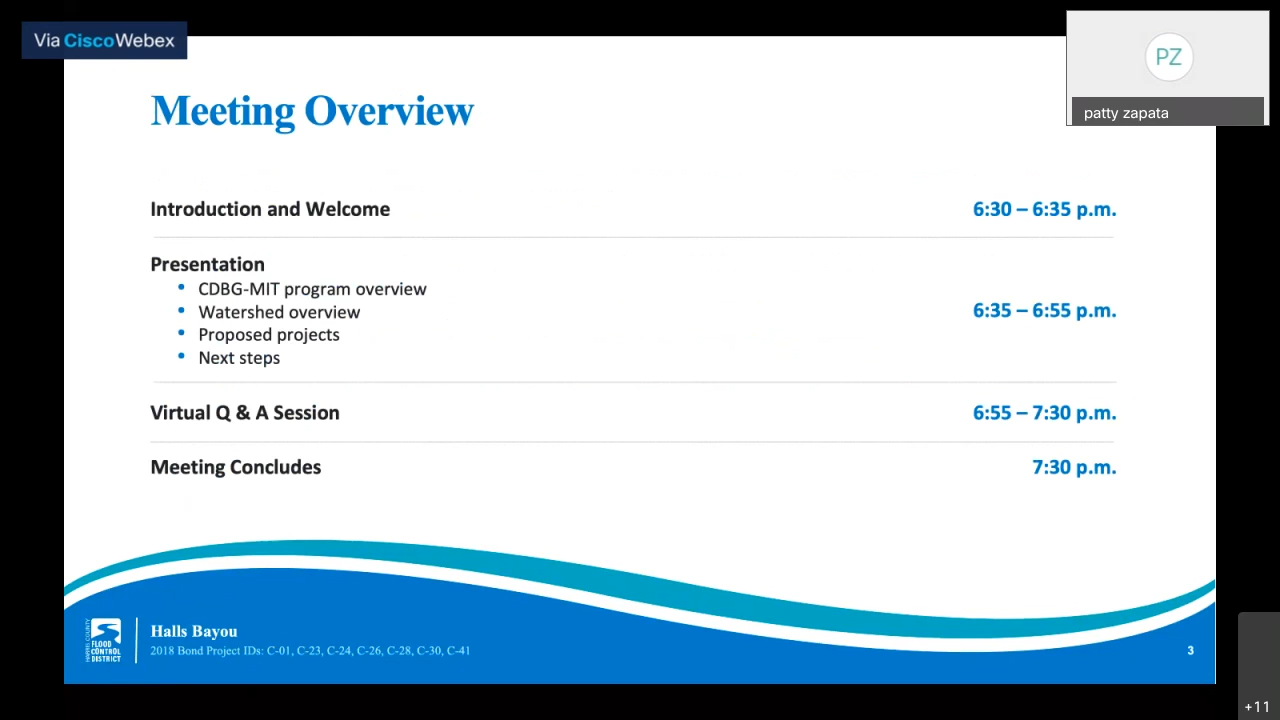 Via CiscoWebex
PZ
patty zapata
Meeting Overview
Introduction and Welcome 6:30 – 6:35 p.m.
Presentation
• CDBG-MIT program overview
• Watershed overview
6:35 – 6:55 p.m.
• Proposed projects
• Next steps
Virtual Q & A Session 6:55 – 7:30 p.m.
Meeting Concludes 7:30 p.m.
HARRIS COUNTY
FLOOD
CONTROL
DISTRICT
Halls Bayou
2018 Bond Project IDs: C-01, C-23, C-24, C-26, C-28, C-30, C-41
3
+11